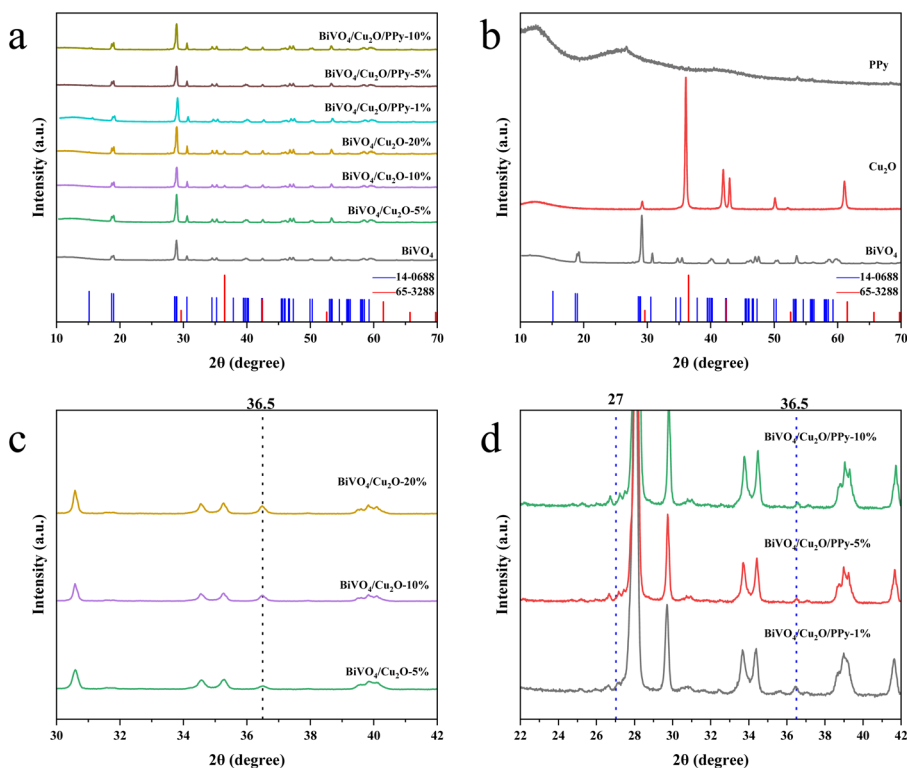 a
BiVO₄/Cu₂O/PPy-10%
BiVO₄/Cu₂O/PPy-5%
BiVO₄/Cu₂O/PPy-1%
BiVO₄/Cu₂O-20%
BiVO₄/Cu₂O-10%
BiVO₄/Cu₂O-5%
BiVO₄
14-0688
65-3288
Intensity (a.u.)
10 20 30 40 50 60 70
2θ (degree)
b
PPy
Cu₂O
BiVO₄
14-0688
65-3288
Intensity (a.u.)
10 20 30 40 50 60 70
2θ (degree)
c
36.5
BiVO₄/Cu₂O-20%
BiVO₄/Cu₂O-10%
BiVO₄/Cu₂O-5%
Intensity (a.u.)
30 32 34 36 38 40 42
2θ (degree)
d
27
36.5
BiVO₄/Cu₂O/PPy-10%
BiVO₄/Cu₂O/PPy-5%
BiVO₄/Cu₂O/PPy-1%
Intensity (a.u.)
22 24 26 28 30 32 34 36 38 40 42
2θ (degree)